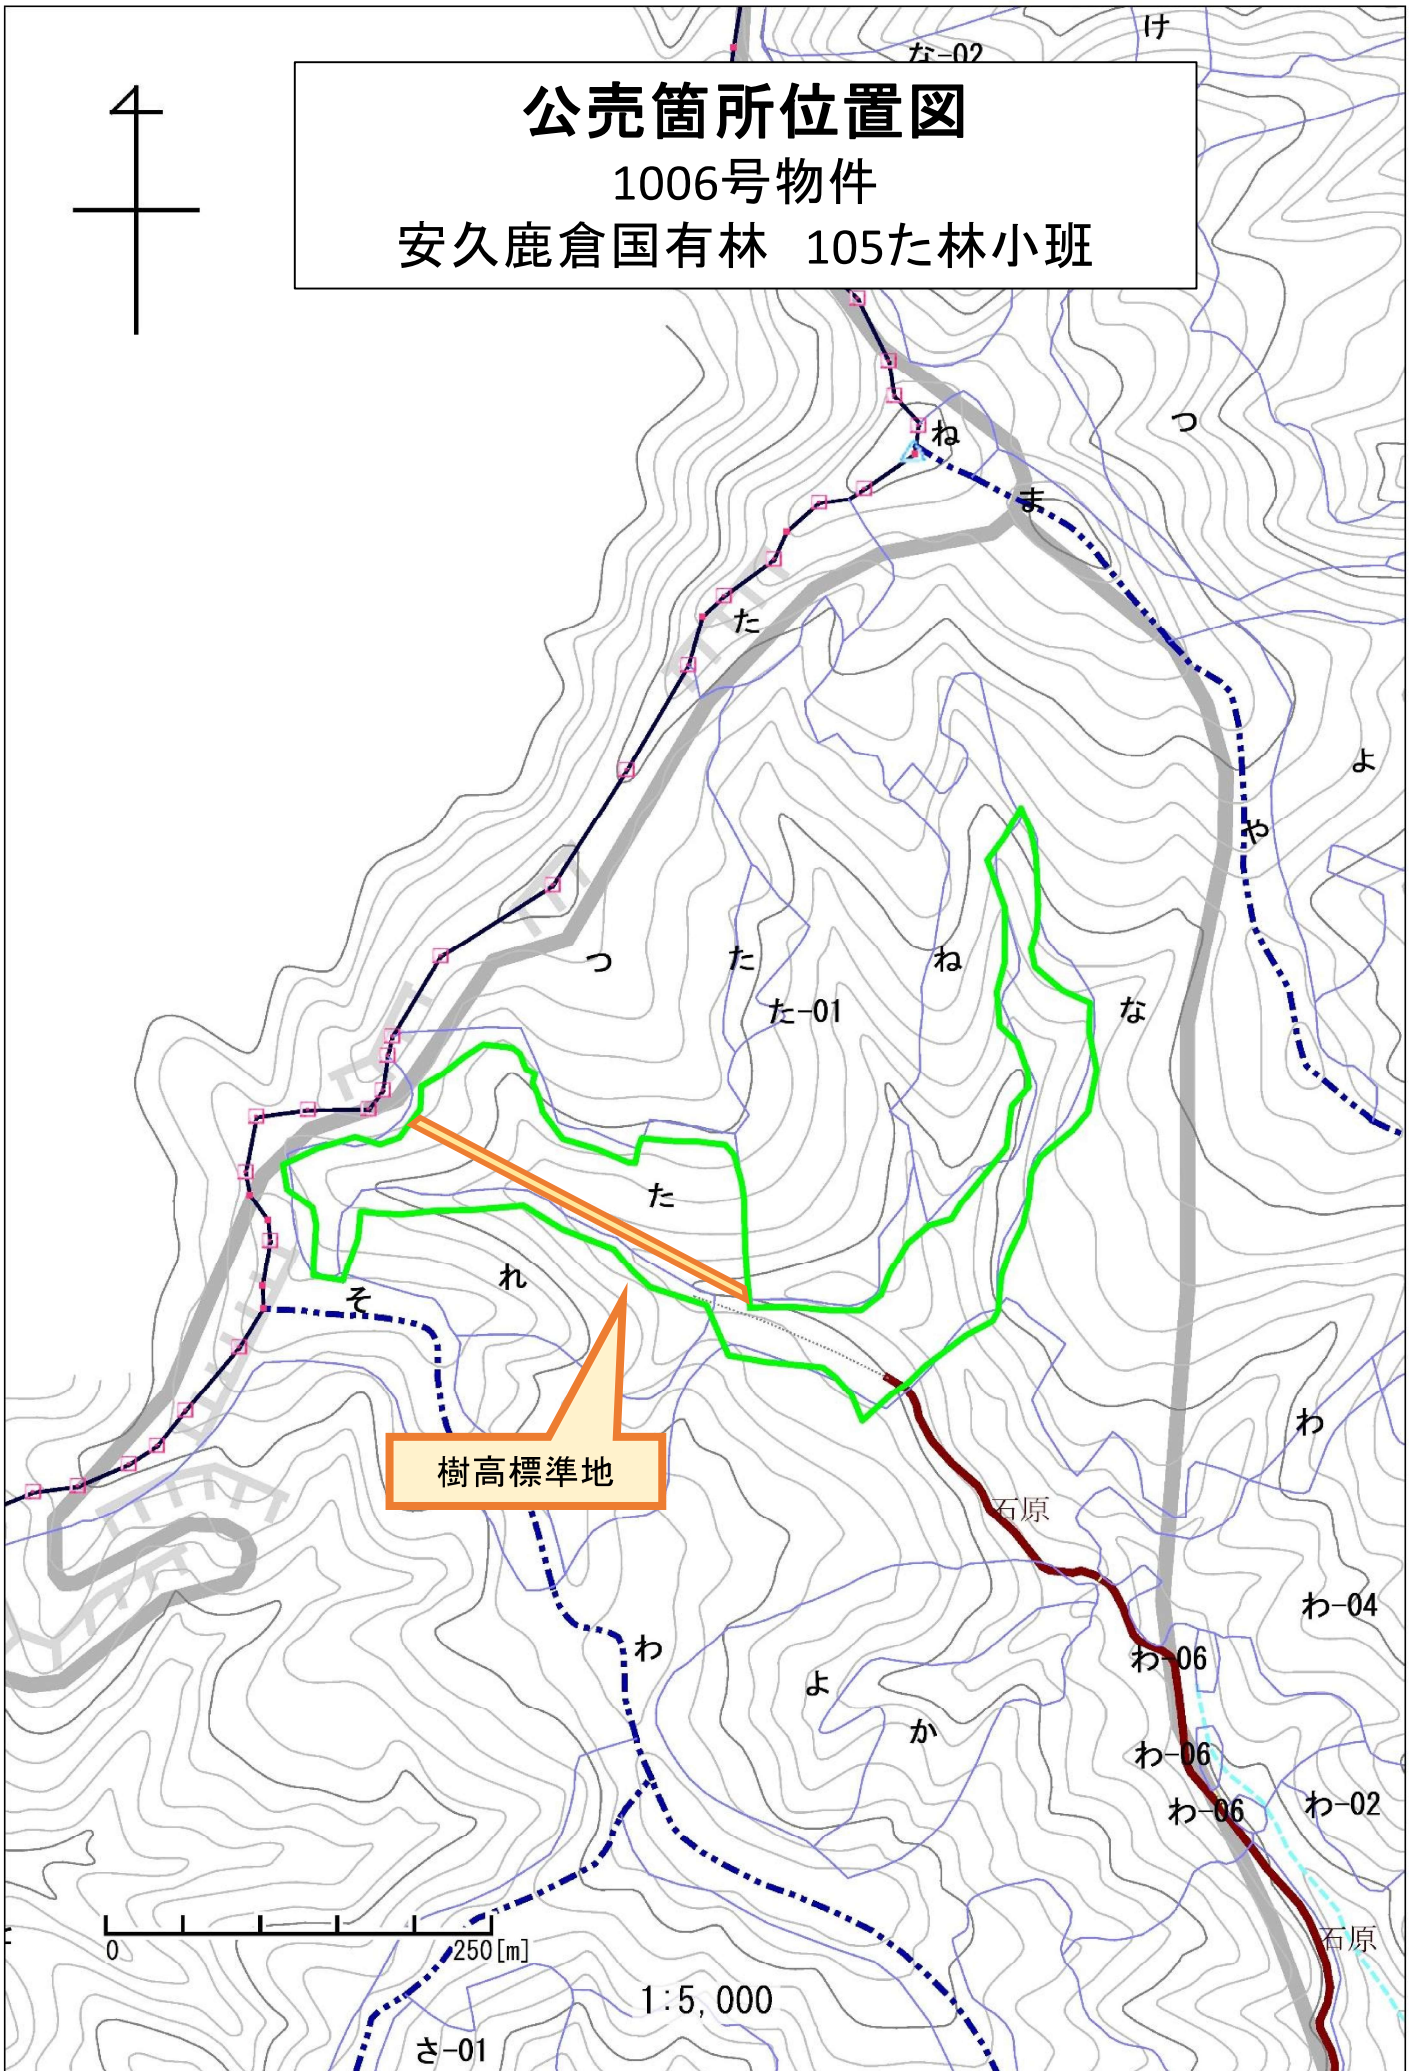 け
な-02
公売箇所位置図
1006号物件
安久鹿倉国有林 105た林小班
つ
ね
ま
た
よ
や
つ
た
ね
た-01
な
た
れ
そ
わ
樹高標準地
石原
わ-04
わ
わ-06
よ
か
わ-06
わ-06
わ-02
石原
0
250[m]
1:5,000
さ-01